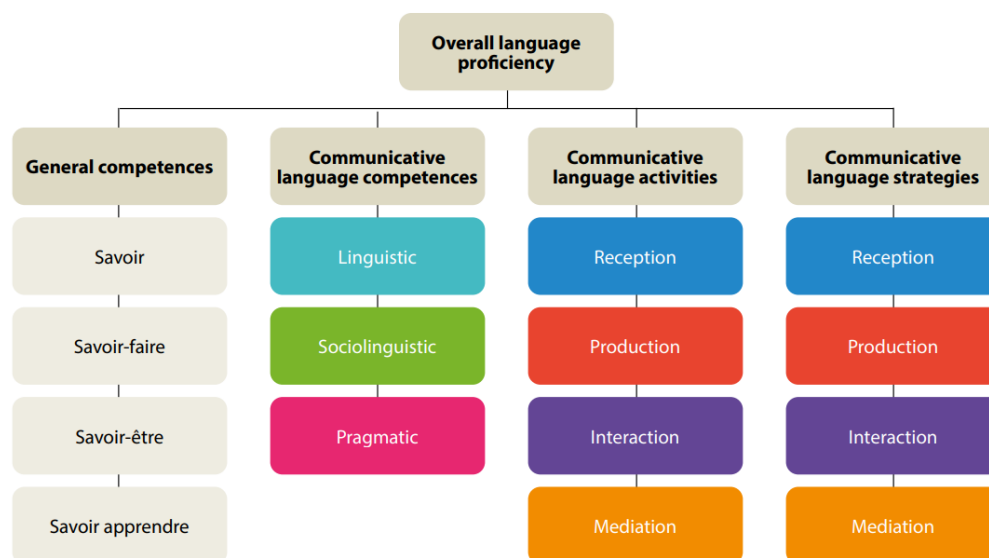 Overall language
proficiency
General competences
Communicative
language competences
Communicative
language activities
Communicative
language strategies
Savoir
Linguistic
Reception
Reception
Savoir-faire
Sociolinguistic
Production
Production
Savoir-être
Pragmatic
Interaction
Interaction
Savoir apprendre
Mediation
Mediation